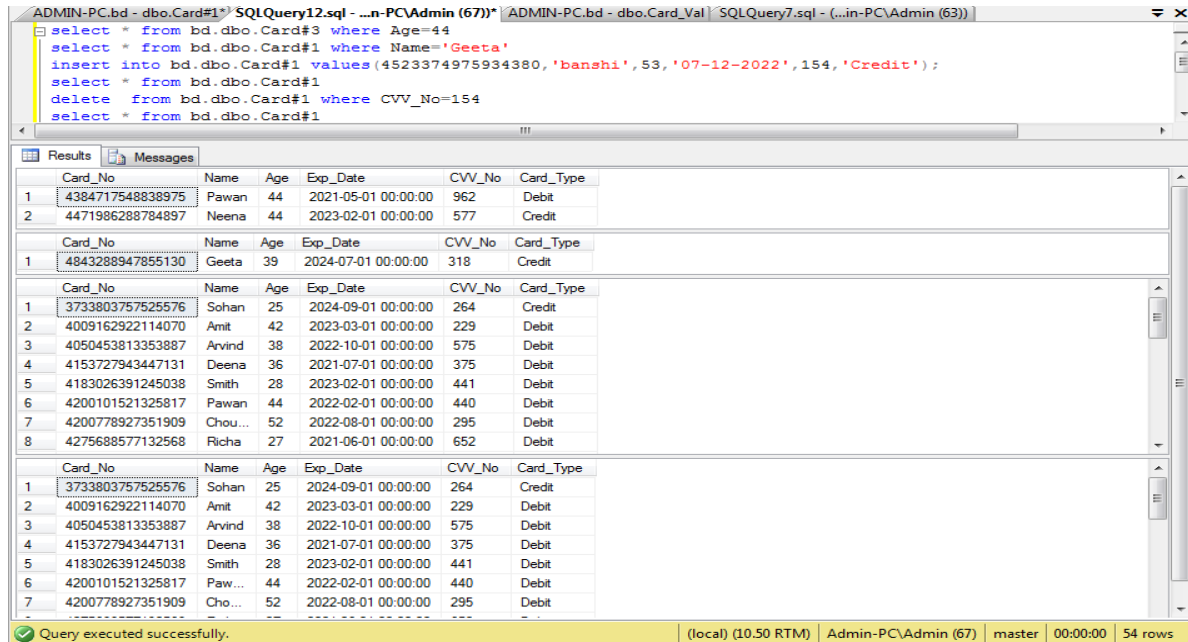 ADMIN-PC.bd - dbo.Card#1* SQLQuery12.sql - ...n-PC\Admin (67))* ADMIN-PC.bd - dbo.Card_Val SQLQuery7.sql - (...in-PC\Admin (63))
select * from bd.dbo.Card#3 where Age=44
select * from bd.dbo.Card#1 where Name='Geeta'
insert into bd.dbo.Card#1 values(4523374975934380,'banshi',53,'07-12-2022',154,'Credit');
select * from bd.dbo.Card#1
delete from bd.dbo.Card#1 where CVV_No=154
select * from bd.dbo.Card#1
Results Messages
Card_No Name Age Exp_Date CVV_No Card_Type
1 4384717548838975 Pawan 44 2021-05-01 00:00:00 962 Debit
2 4471986288784897 Neena 44 2023-02-01 00:00:00 577 Credit
Card_No Name Age Exp_Date CVV_No Card_Type
1 4843288947855130 Geeta 39 2024-07-01 00:00:00 318 Credit
Card_No Name Age Exp_Date CVV_No Card_Type
1 3733803757525576 Sohan 25 2024-09-01 00:00:00 264 Credit
2 4009162922114070 Amit 42 2023-03-01 00:00:00 229 Debit
3 4050453813353887 Arvind 38 2022-10-01 00:00:00 575 Debit
4 4153727943447131 Deena 36 2021-07-01 00:00:00 375 Debit
5 4183026391245038 Smith 28 2023-02-01 00:00:00 441 Debit
6 4200101521325817 Pawan 44 2022-02-01 00:00:00 440 Debit
7 4200778927351909 Chou... 52 2022-08-01 00:00:00 295 Debit
8 4275688577132568 Richa 27 2021-06-01 00:00:00 652 Debit
Card_No Name Age Exp_Date CVV_No Card_Type
1 3733803757525576 Sohan 25 2024-09-01 00:00:00 264 Credit
2 4009162922114070 Amit 42 2023-03-01 00:00:00 229 Debit
3 4050453813353887 Arvind 38 2022-10-01 00:00:00 575 Debit
4 4153727943447131 Deena 36 2021-07-01 00:00:00 375 Debit
5 4183026391245038 Smith 28 2023-02-01 00:00:00 441 Debit
6 4200101521325817 Paw... 44 2022-02-01 00:00:00 440 Debit
7 4200778927351909 Cho... 52 2022-08-01 00:00:00 295 Debit
Query executed successfully. (local) (10.50 RTM) Admin-PC\Admin (67) master 00:00:00 54 rows